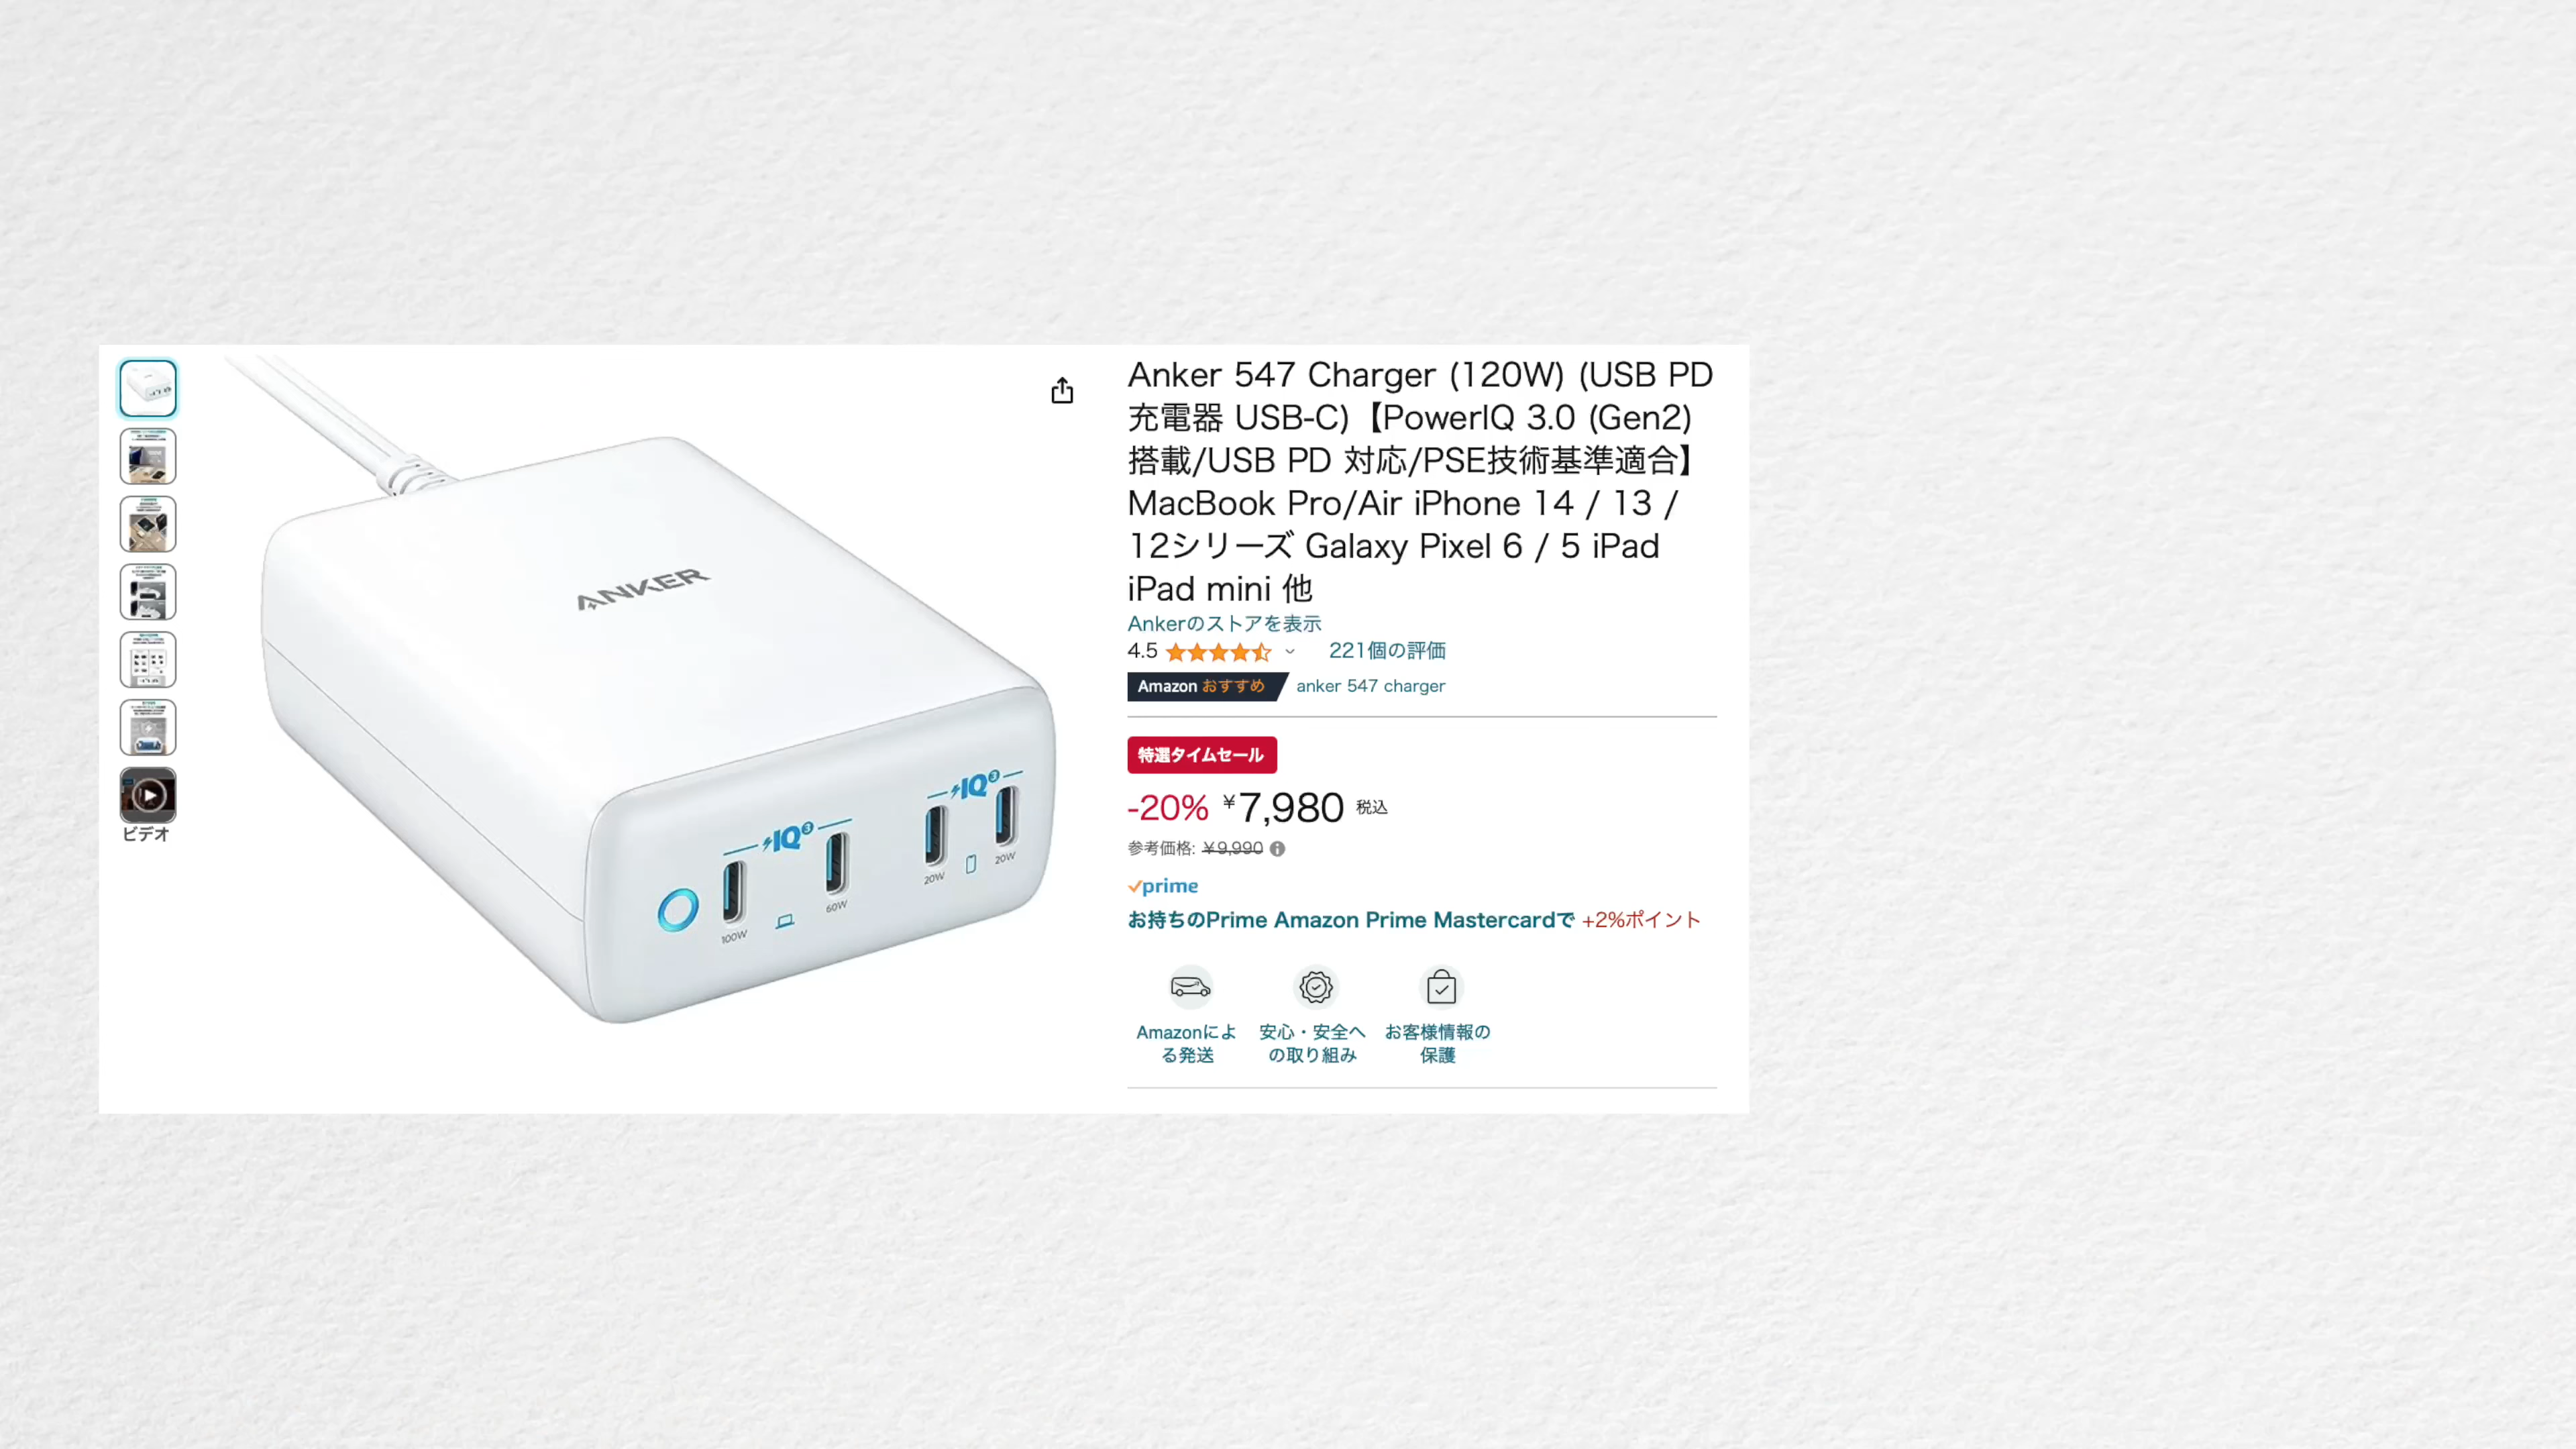 ANKER
IQ3
IQ3
100W
60W
20W
20W
ビデオ
Anker 547 Charger (120W) (USB PD
充電器 USB-C)【PowerIQ 3.0 (Gen2)
搭載/USB PD 対応/PSE技術基準適合】
MacBook Pro/Air iPhone 14 / 13 /
12シリーズ Galaxy Pixel 6 / 5 iPad
iPad mini 他
Ankerのストアを表示
4.5 221個の評価
Amazon おすすめ anker 547 charger
特選タイムセール
-20% ¥7,980 税込
参考価格: ¥9,990
prime
お持ちのPrime Amazon Prime Mastercardで +2%ポイント
Amazonによ
る発送
安心・安全へ
の取り組み
お客様情報の
保護